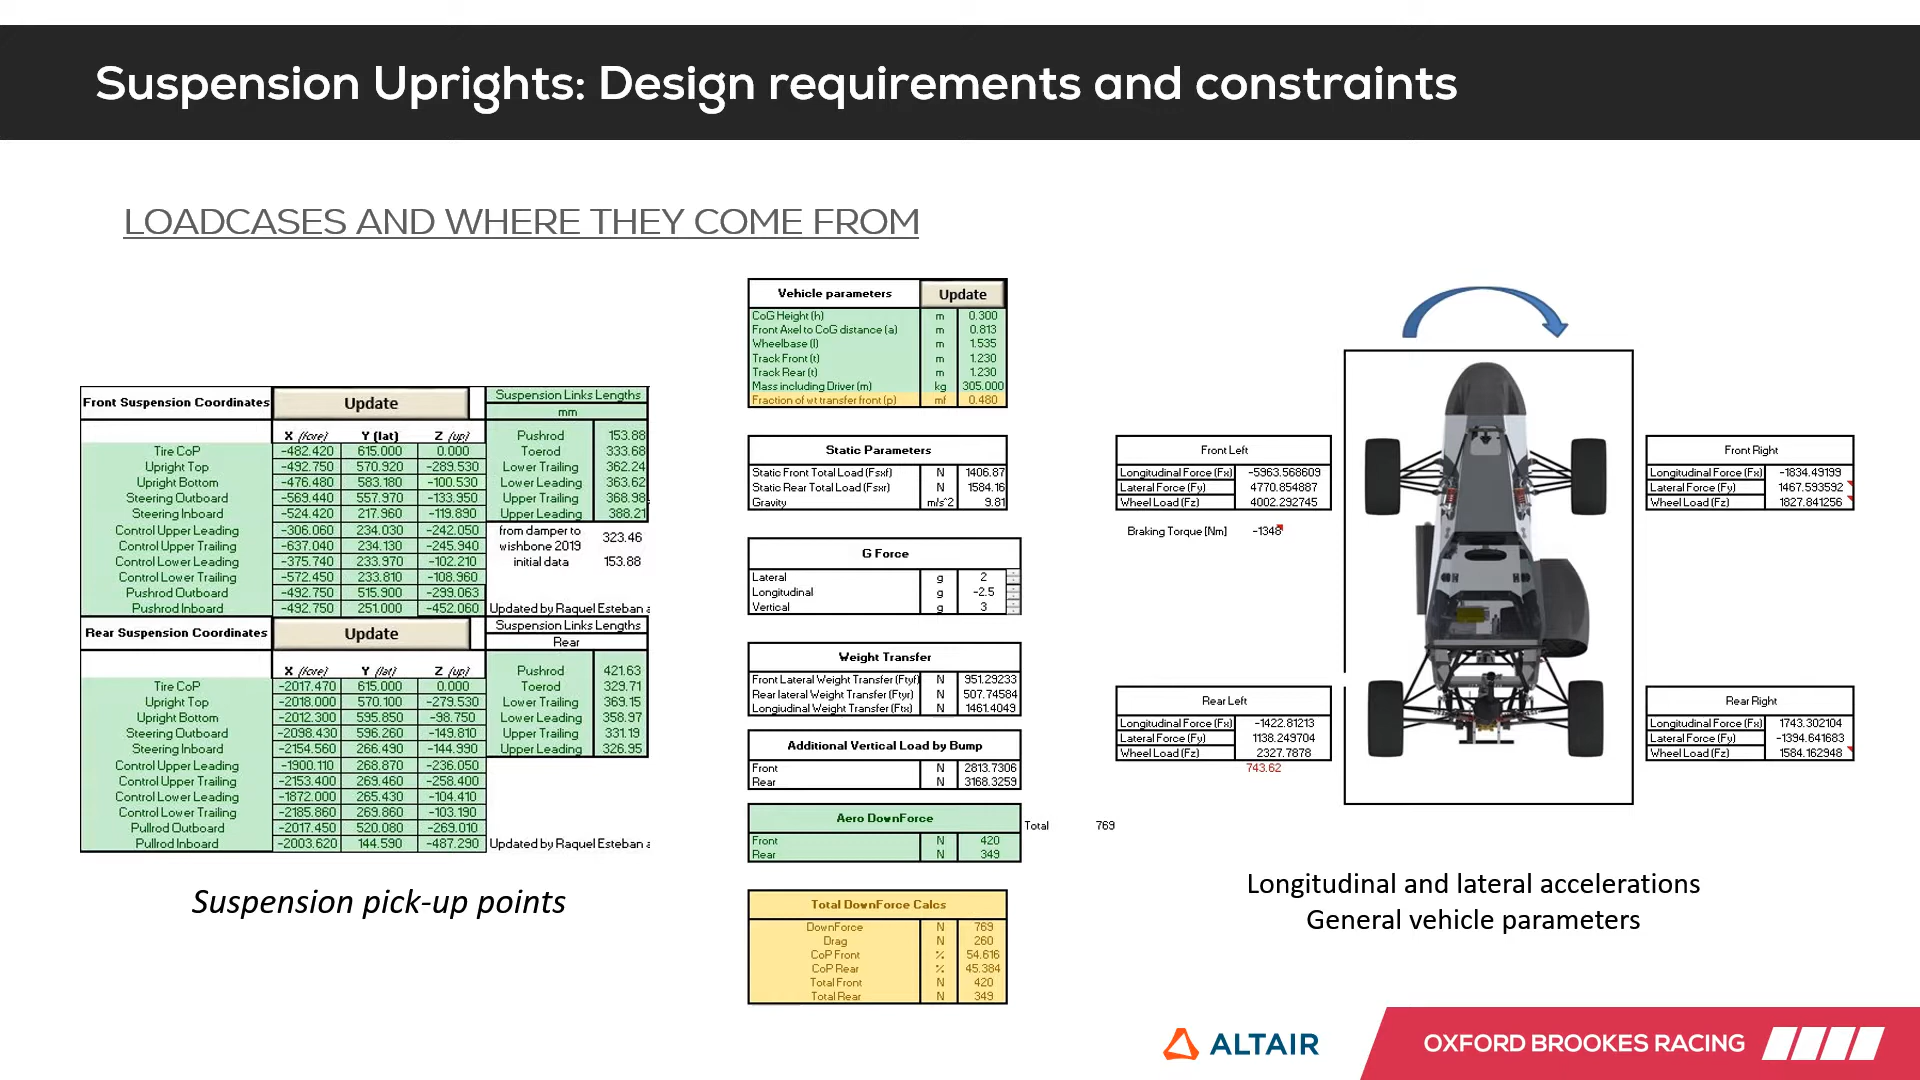 Suspension Uprights: Design requirements and constraints
LOADCASES AND WHERE THEY COME FROM
Front Suspension Coordinates Update Suspension Links Lengths
mm
X (fore) Y (lat) Z (up) Pushrod 153.88
Tire CoP -482.420 615.000 0.000 Toerod 333.68
Upright Top -492.750 570.920 -289.530 Lower Trailing 362.24
Upright Bottom -476.480 583.180 -100.530 Lower Leading 363.62
Steering Outboard -569.440 557.970 -133.950 Upper Trailing 368.98
Steering Inboard -524.420 217.960 -119.890 Upper Leading 388.21
Control Upper Leading -306.060 234.030 -242.050 from damper to 323.46
Control Upper Trailing -637.040 234.130 -245.940 wishbone 2019
Control Lower Leading -375.740 233.970 -102.210 initial data 153.88
Control Lower Trailing -572.450 233.810 -108.960
Pushrod Outboard -492.750 515.900 -299.063
Pushrod Inboard -492.750 251.000 -452.060 Updated by Raquel Esteban a
Rear Suspension Coordinates Update Suspension Links Lengths
Rear
X (fore) Y (lat) Z (up) Pushrod 421.63
Tire CoP -2017.470 615.000 0.000 Toerod 329.71
Upright Top -2018.000 570.100 -279.530 Lower Trailing 369.15
Upright Bottom -2012.300 595.850 -98.750 Lower Leading 358.97
Steering Outboard -2098.430 596.260 -149.810 Upper Trailing 331.19
Steering Inboard -2154.560 266.490 -144.990 Upper Leading 326.95
Control Upper Leading -1900.110 268.870 -236.050
Control Upper Trailing -2153.400 269.460 -258.400
Control Lower Leading -1872.000 265.430 -104.410
Control Lower Trailing -2185.860 269.860 -103.190
Pullrod Outboard -2017.450 520.080 -269.010
Pullrod Inboard -2003.620 144.590 -487.290 Updated by Raquel Esteban a
Suspension pick-up points
Vehicle parameters Update
CoG Height (h) m 0.300
Front Axel to CoG distance (a) m 0.813
Wheelbase (l) m 1.535
Track Front (t) m 1.230
Track Rear (t) m 1.230
Mass including Driver (m) kg 305.000
Fraction of wt transfer front (p) mf 0.480
Static Parameters
Static Front Total Load (Fsxf) N 1406.87
Static Rear Total Load (Fsxr) N 1584.16
Gravity m/s^2 9.81
G Force
Lateral g 2
Longitudinal g -2.5
Vertical g 3
Weight Transfer
Front Lateral Weight Transfer (Ftyf) N 951.29233
Rear lateral Weight Transfer (Ftyr) N 507.74584
Longiudinal Weight Transfer (Ftx) N 1461.4049
Additional Vertical Load by Bump
Front N 2813.7306
Rear N 3168.3259
Aero DownForce
Total 769
Front N 420
Rear N 349
Total DownForce Calcs
DownForce N 769
Drag N 260
CoP Front % 54.616
CoP Rear % 45.384
Total Front N 420
Total Rear N 349
Front Left
Longitudinal Force (Fx) -5963.568609
Lateral Force (Fy) 4770.854887
Wheel Load (Fz) 4002.292745
Braking Torque [Nm] -1348
Front Right
Longitudinal Force (Fx) -1834.49199
Lateral Force (Fy) 1467.593592
Wheel Load (Fz) 1827.841256
Rear Left
Longitudinal Force (Fx) -1422.81213
Lateral Force (Fy) 1138.249704
Wheel Load (Fz) 2327.7878
743.62
Rear Right
Longitudinal Force (Fx) 1743.302104
Lateral Force (Fy) -1394.641683
Wheel Load (Fz) 1584.162948
Longitudinal and lateral accelerations
General vehicle parameters
ALTAIR
OXFORD BROOKES RACING